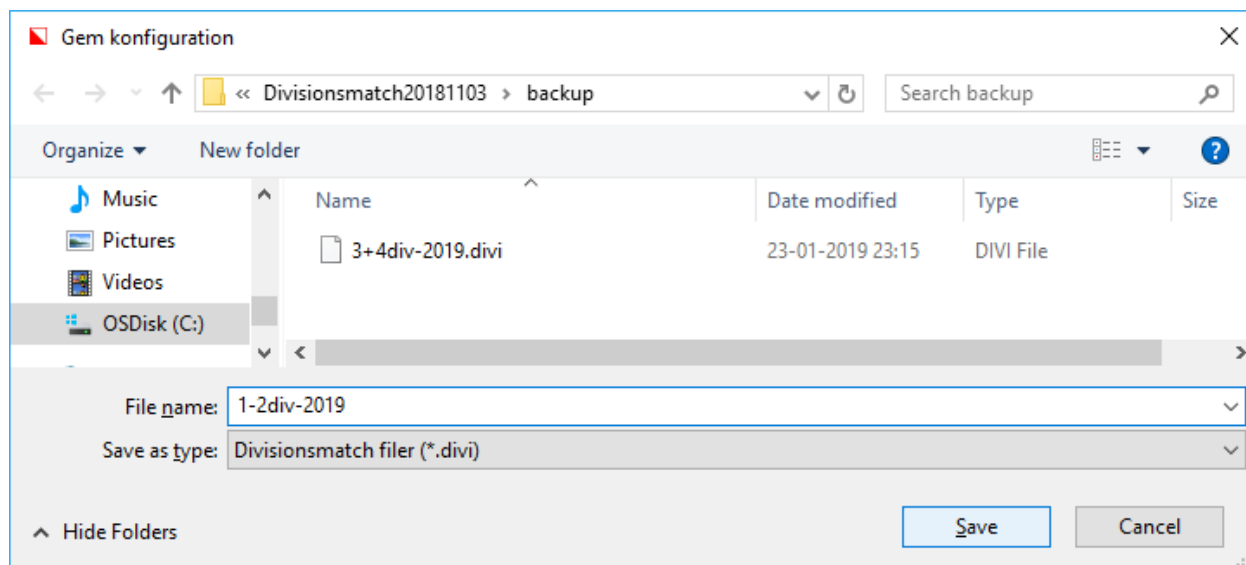 Gem konfiguration
« Divisionsmatch20181103 › backup Search backup
Organize New folder ?
Music Name Date modified Type Size
Pictures 3+4div-2019.divi 23-01-2019 23:15 DIVI File
Videos
OSDisk (C:)
File name: 1-2div-2019
Save as type: Divisionsmatch filer (*.divi)
Hide Folders Save Cancel